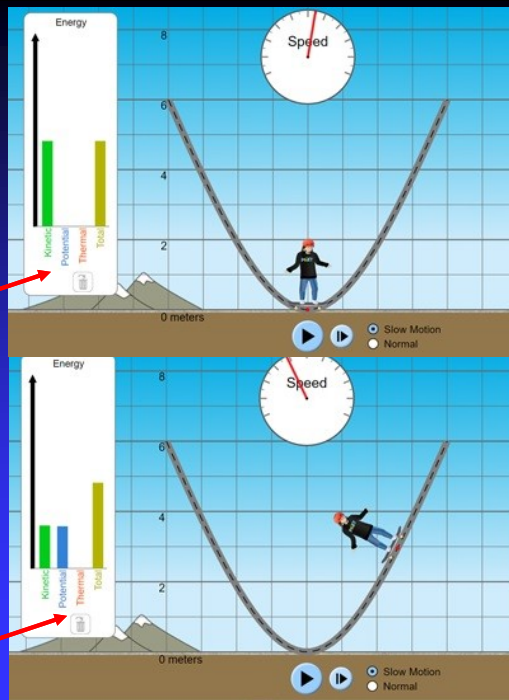 Energy
Kinetic
Potential
Thermal
Total
Speed
8
6
4
2
0 meters
Slow Motion
Normal
Energy
Kinetic
Potential
Thermal
Total
Speed
8
6
4
2
0 meters
Slow Motion
Normal